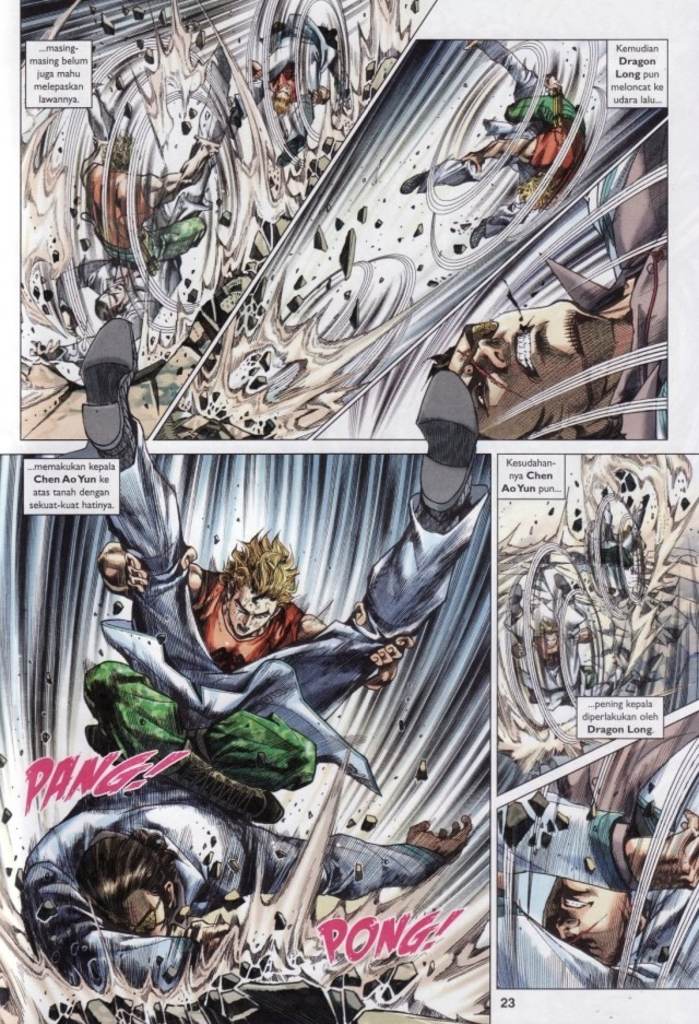 ...masing-
masing belum
juga mahu
melepaskan
lawannya.
Kemudian
Dragon
Long pun
meloncat ke
udara lalu...
...memakukan kepala
Chen Ao Yun ke
atas tanah dengan
sekuat-kuat hatinya.
PANG!!
PONG!!
Kesudahan-
nya Chen
Ao Yun pun...
...pening kepala
diperlakukan oleh
Dragon Long.
23